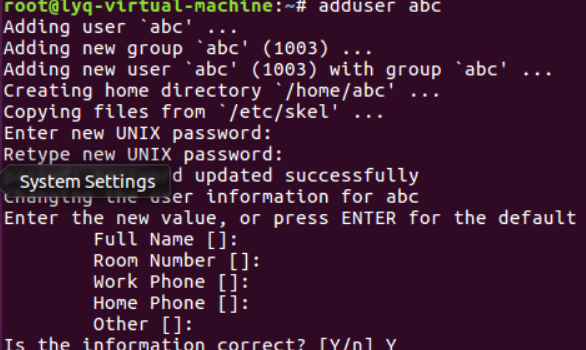 root@lyq-virtual-machine:~# adduser abc
Adding user `abc' ...
Adding new group `abc' (1003) ...
Adding new user `abc' (1003) with group `abc' ...
Creating home directory `/home/abc' ...
Copying files from `/etc/skel' ...
Enter new UNIX password:
Retype new UNIX password:
updated successfully
System Settings
Changing the user information for abc
Enter the new value, or press ENTER for the default
Full Name []:
Room Number []:
Work Phone []:
Home Phone []:
Other []:
Is the information correct? [Y/n] Y